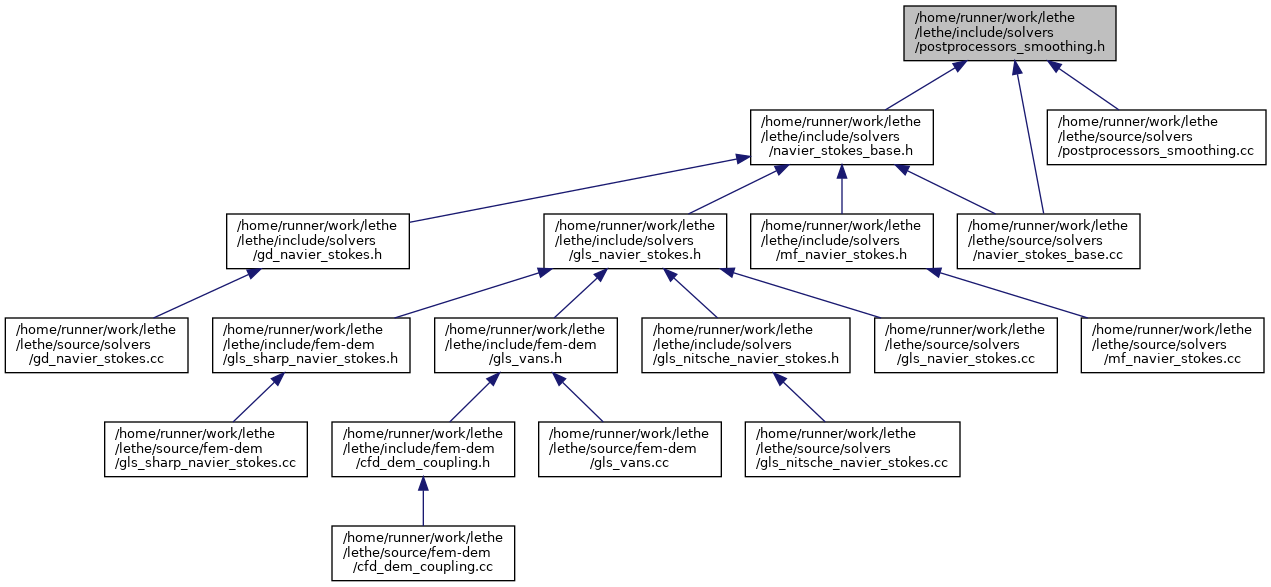 /home/runner/work/lethe
/lethe/include/solvers
/postprocessors_smoothing.h
/home/runner/work/lethe
/lethe/include/solvers
/navier_stokes_base.h
/home/runner/work/lethe
/lethe/source/solvers
/postprocessors_smoothing.cc
/home/runner/work/lethe
/lethe/include/solvers
/gd_navier_stokes.h
/home/runner/work/lethe
/lethe/include/solvers
/gls_navier_stokes.h
/home/runner/work/lethe
/lethe/include/solvers
/mf_navier_stokes.h
/home/runner/work/lethe
/lethe/source/solvers
/navier_stokes_base.cc
/home/runner/work/lethe
/lethe/source/solvers
/gd_navier_stokes.cc
/home/runner/work/lethe
/lethe/include/fem-dem
/gls_sharp_navier_stokes.h
/home/runner/work/lethe
/lethe/include/fem-dem
/gls_vans.h
/home/runner/work/lethe
/lethe/include/solvers
/gls_nitsche_navier_stokes.h
/home/runner/work/lethe
/lethe/source/solvers
/gls_navier_stokes.cc
/home/runner/work/lethe
/lethe/source/solvers
/mf_navier_stokes.cc
/home/runner/work/lethe
/lethe/source/fem-dem
/gls_sharp_navier_stokes.cc
/home/runner/work/lethe
/lethe/include/fem-dem
/cfd_dem_coupling.h
/home/runner/work/lethe
/lethe/source/fem-dem
/gls_vans.cc
/home/runner/work/lethe
/lethe/source/solvers
/gls_nitsche_navier_stokes.cc
/home/runner/work/lethe
/lethe/source/fem-dem
/cfd_dem_coupling.cc